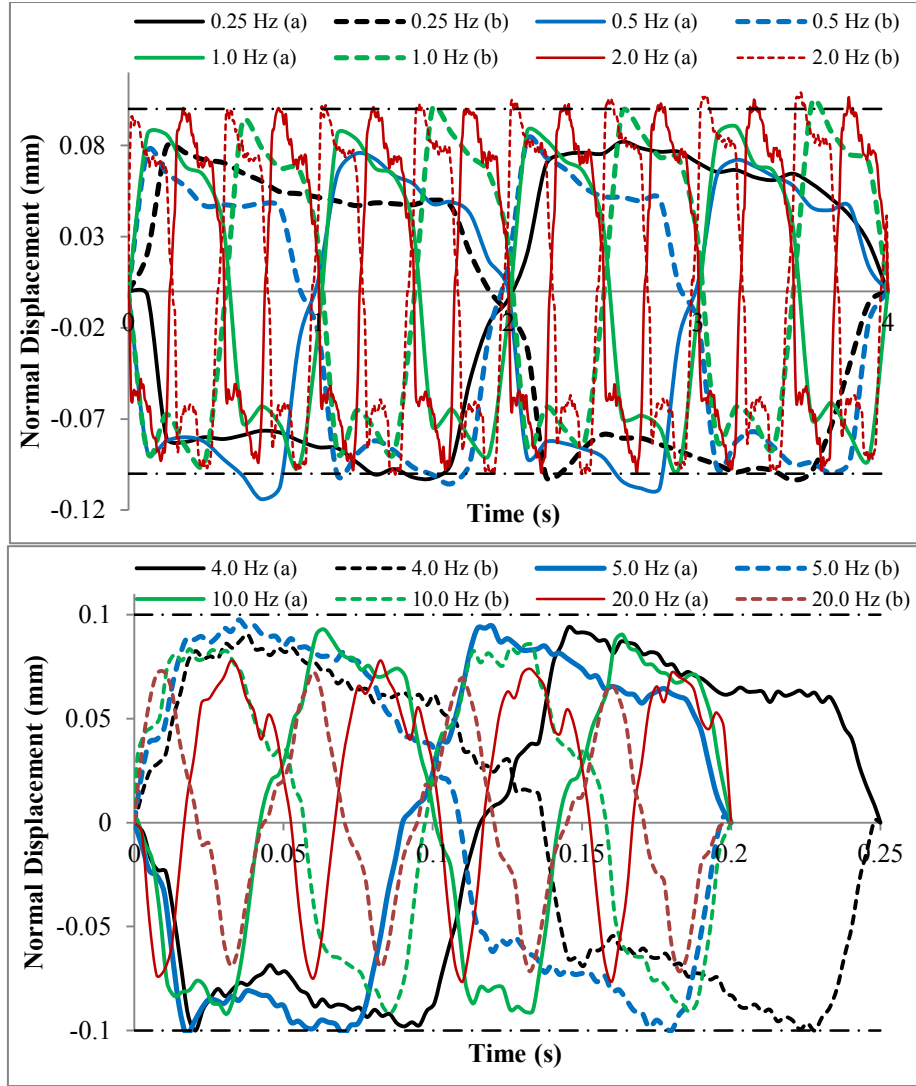 0.25 Hz (a) 0.25 Hz (b) 0.5 Hz (a) 0.5 Hz (b)
1.0 Hz (a) 1.0 Hz (b) 2.0 Hz (a) 2.0 Hz (b)
Normal Displacement (mm)
0.08
0.03
-0.02
-0.07
-0.12
0 1 2 3 4
Time (s)
4.0 Hz (a) 4.0 Hz (b) 5.0 Hz (a) 5.0 Hz (b)
10.0 Hz (a) 10.0 Hz (b) 20.0 Hz (a) 20.0 Hz (b)
Normal Displacement (mm)
0.1
0.05
0
-0.05
-0.1
0 0.05 0.1 0.15 0.2 0.25
Time (s)